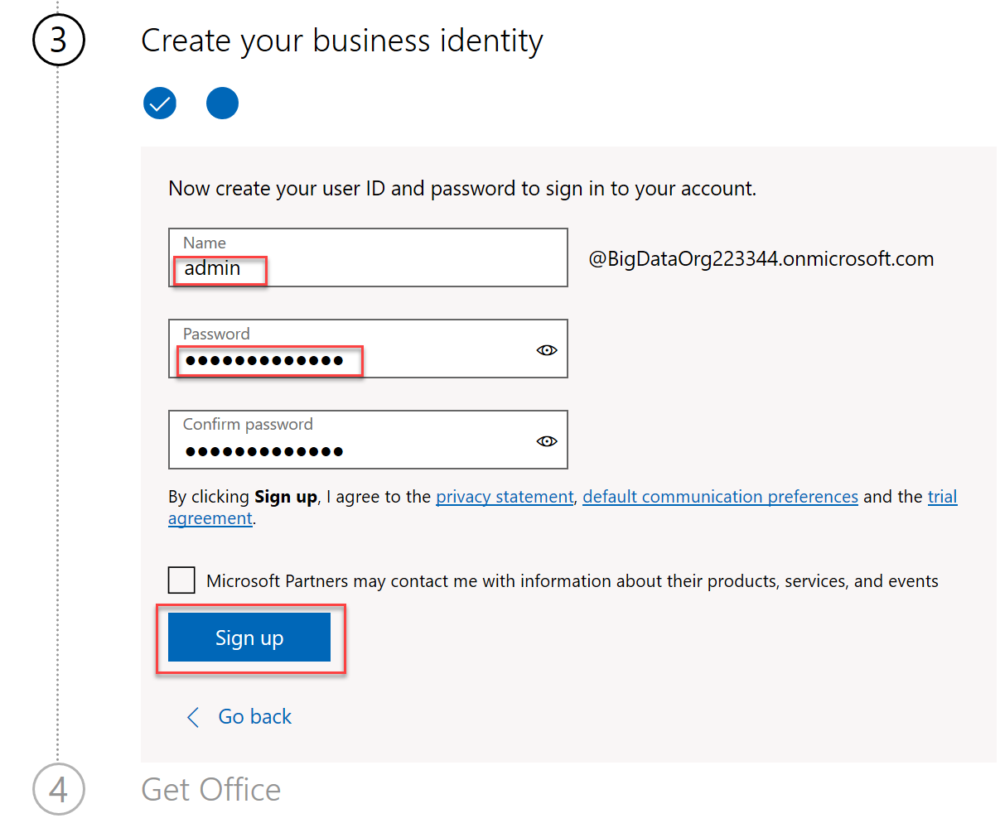 3
Create your business identity
Now create your user ID and password to sign in to your account.
Name
admin
@BigDataOrg223344.onmicrosoft.com
Password
●●●●●●●●●●●●●
Confirm password
●●●●●●●●●●●●●
By clicking Sign up, I agree to the privacy statement, default communication preferences and the trial
agreement.
Microsoft Partners may contact me with information about their products, services, and events
Sign up
Go back
4
Get Office